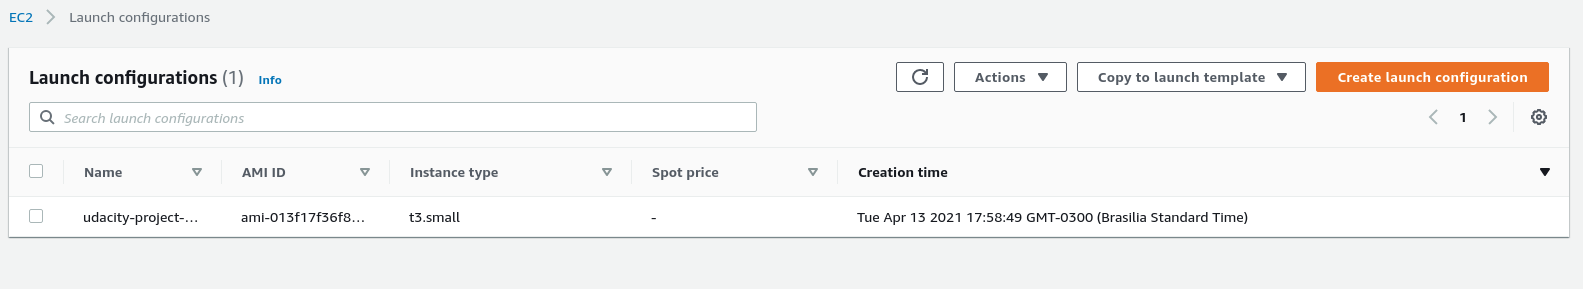 EC2 Launch configurations
Launch configurations (1) Info
Actions Copy to launch template Create launch configuration
Search launch configurations
1
Name AMI ID Instance type Spot price Creation time
udacity-project-... ami-013f17f36f8... t3.small - Tue Apr 13 2021 17:58:49 GMT-0300 (Brasilia Standard Time)